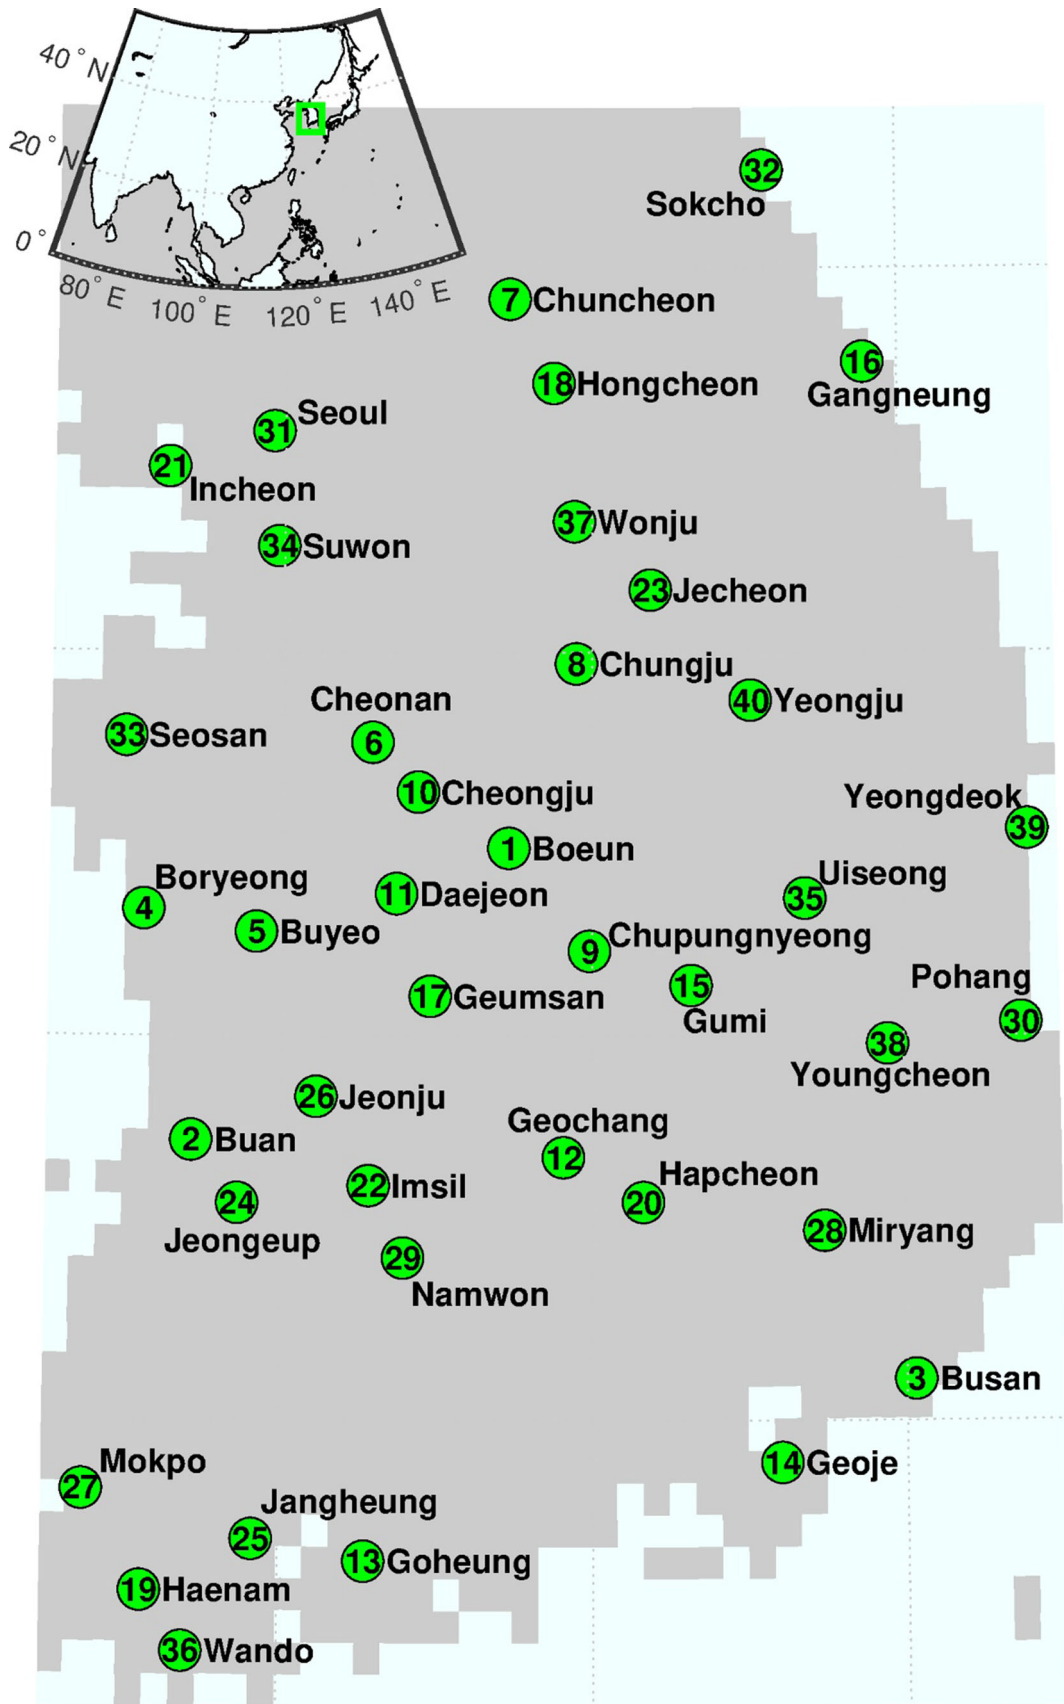 40°N
20°N
0°
80°E
100°E
120°E
140°E
32
Sokcho
7 Chuncheon
16
Gangneung
18 Hongcheon
Seoul
31
21
Incheon
37 Wonju
34 Suwon
23 Jecheon
8 Chungju
Cheonan
40 Yeongju
33 Seosan
6
10 Cheongju
Yeongdeok
39
1 Boeun
Uiseong
Boryeong
11 Daejeon
35
4
5 Buyeo
Chupungnyeong
9
Pohang
15
17 Geumsan
Gumi
30
38
Youngcheon
26 Jeonju
Geochang
2 Buan
12
Hapcheon
22 Imsil
24
20
28 Miryang
Jeongeup
29
Namwon
3 Busan
Mokpo
14 Geoje
27
Jangheung
25
13 Goheung
19 Haenam
36 Wando